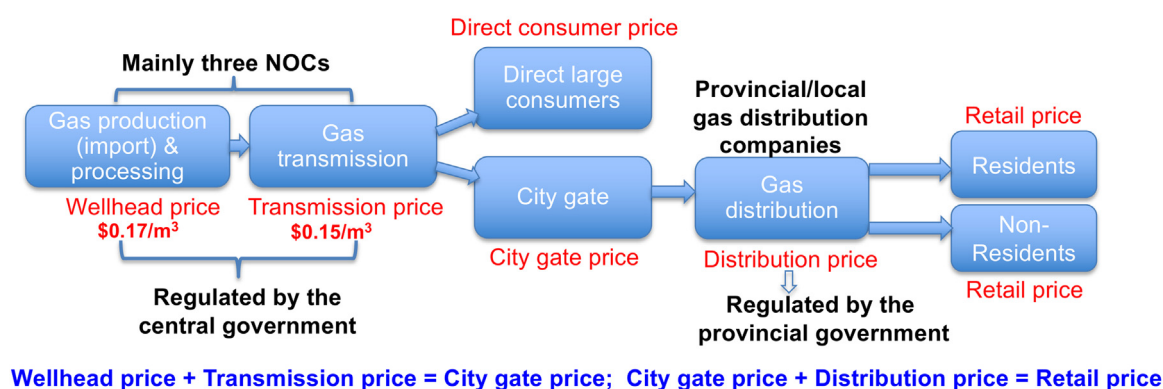 Direct consumer price
Mainly three NOCs
Direct large
consumers
Provincial/local
gas distribution
companies
Retail price
Gas production
(import) &
processing
Gas
transmission
Residents
City gate
Gas
distribution
Non-
Residents
Wellhead price
$0.17/m³
Transmission price
$0.15/m³
City gate price
Distribution price
Retail price
Regulated by the
central government
Regulated by the
provincial government
Wellhead price + Transmission price = City gate price; City gate price + Distribution price = Retail price